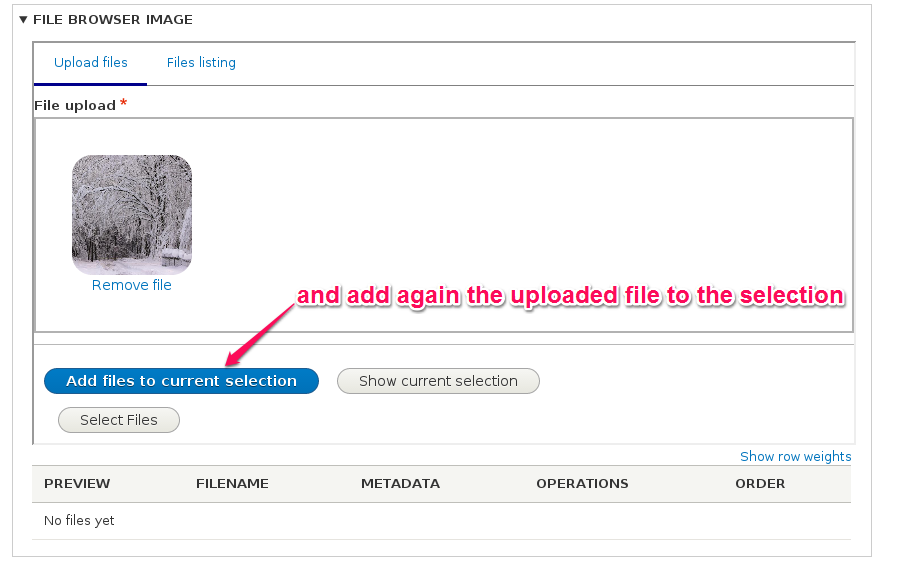 ▼ FILE BROWSER IMAGE
Upload files Files listing
File upload *
Remove file
and add again the uploaded file to the selection
Add files to current selection Show current selection
Select Files
Show row weights
PREVIEW FILENAME METADATA OPERATIONS ORDER
No files yet